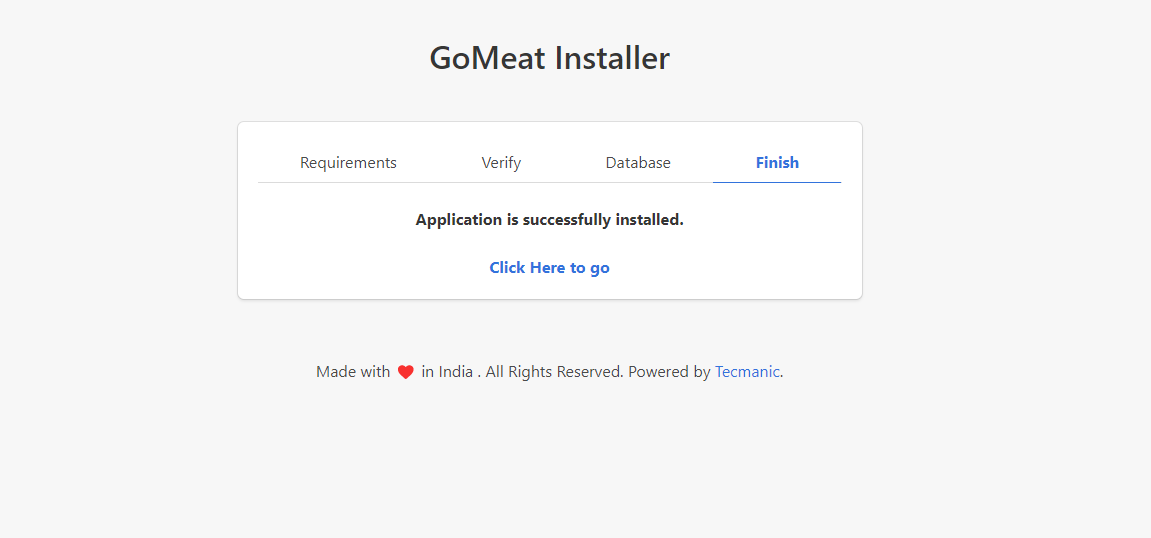 GoMeat Installer
Requirements Verify Database Finish
Application is successfully installed.
Click Here to go
Made with ❤ in India . All Rights Reserved. Powered by Tecmanic.